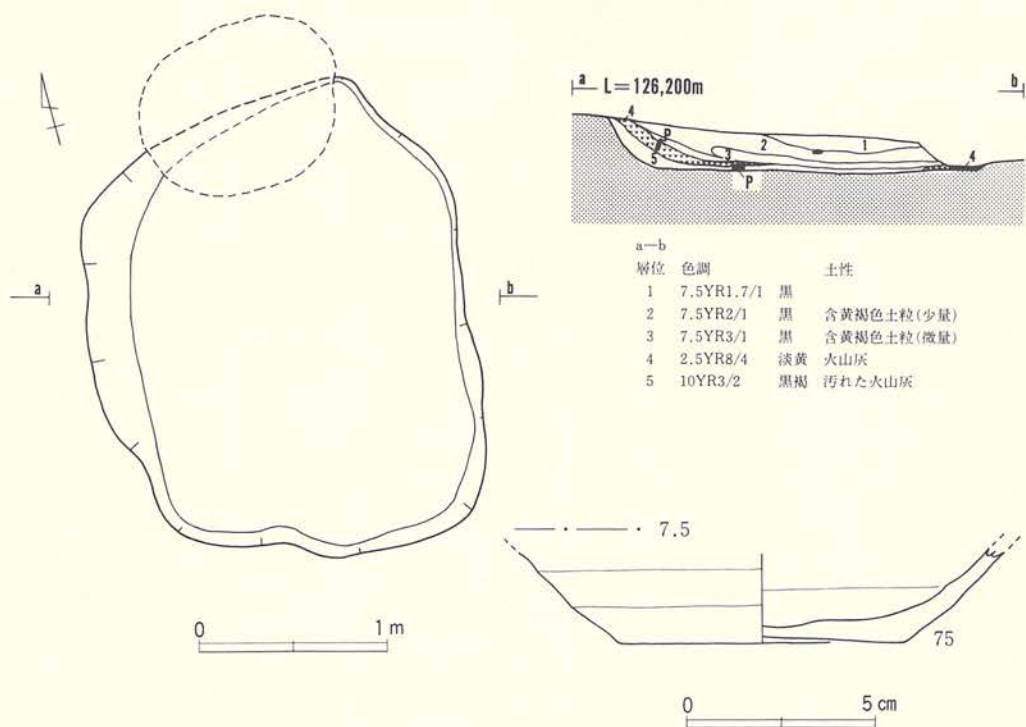 a L=126,200m b
4
P
2 1
3 4
5
P
a—b
層位 色調 土性
1 7.5YR1.7/1 黒
2 7.5YR2/1 黒 含黄褐色土粒(少量)
3 7.5YR3/1 黒 含黄褐色土粒(微量)
4 2.5YR8/4 淡黄 火山灰
5 10YR3/2 黒褐 汚れた火山灰
a b
0 1m
7.5
75
0 5cm